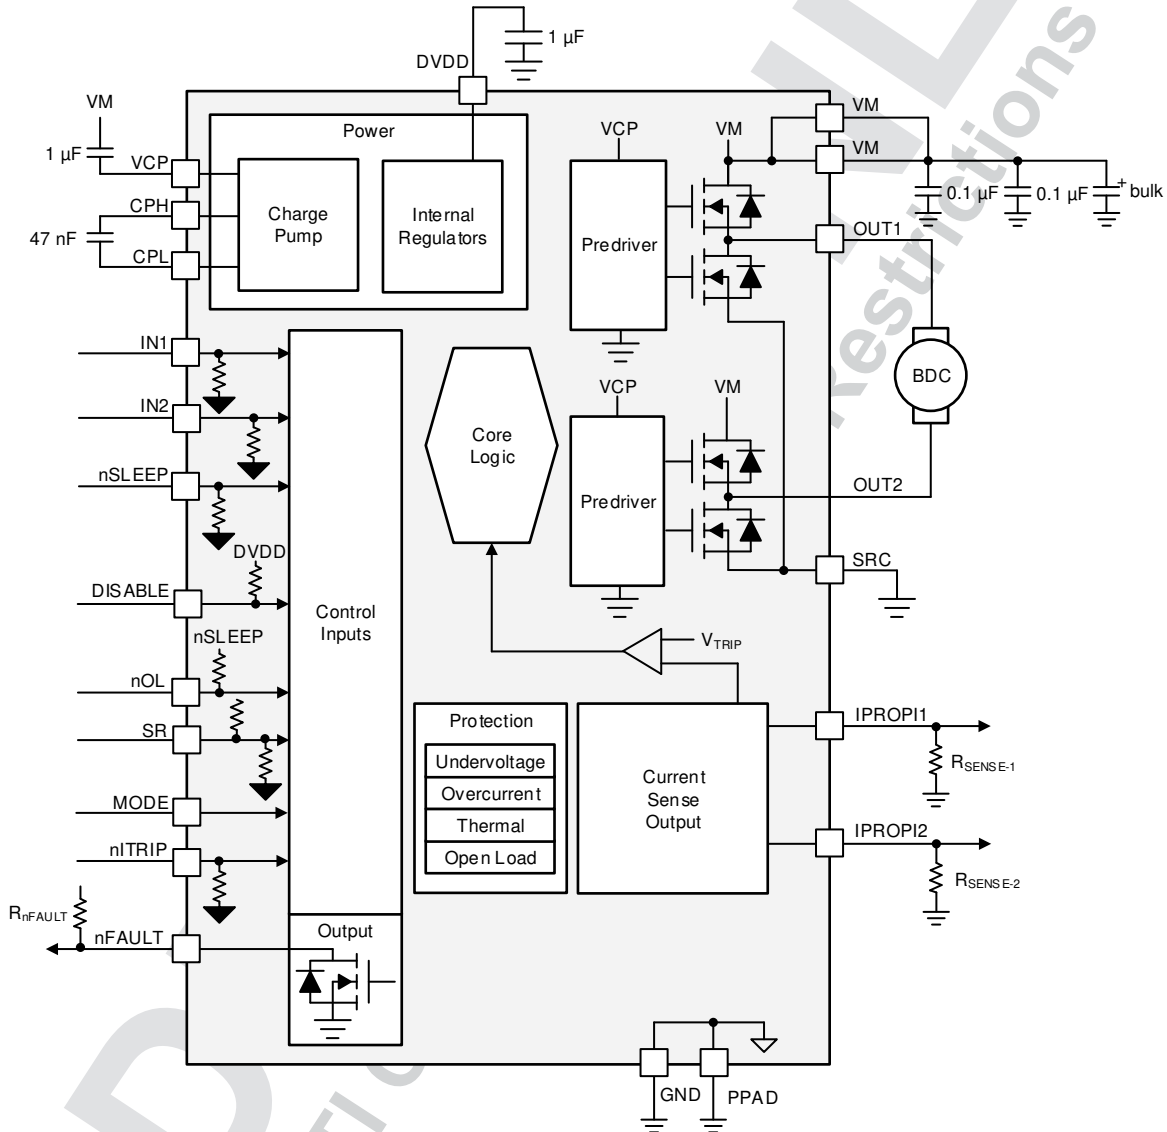 1 µF
DVDD
VM
1 µF
VCP
CPH
47 nF
CPL
Power
Charge
Pump
Internal
Regulators
VCP
VM
Predriver
VM
VM
0.1 µF
0.1 µF
+
bulk
OUT1
BDC
IN1
IN2
nSLEEP
DVDD
DISABLE
nSLEEP
nOL
SR
MODE
nITRIP
RnFAULT
nFAULT
Control
Inputs
Output
Core
Logic
VCP
VM
Predriver
OUT2
SRC
VTRIP
Protection
Undervoltage
Overcurrent
Thermal
Open Load
Current
Sense
Output
IPROPI1
RSENSE-1
IPROPI2
RSENSE-2
GND
PPAD
Restrictions
TI